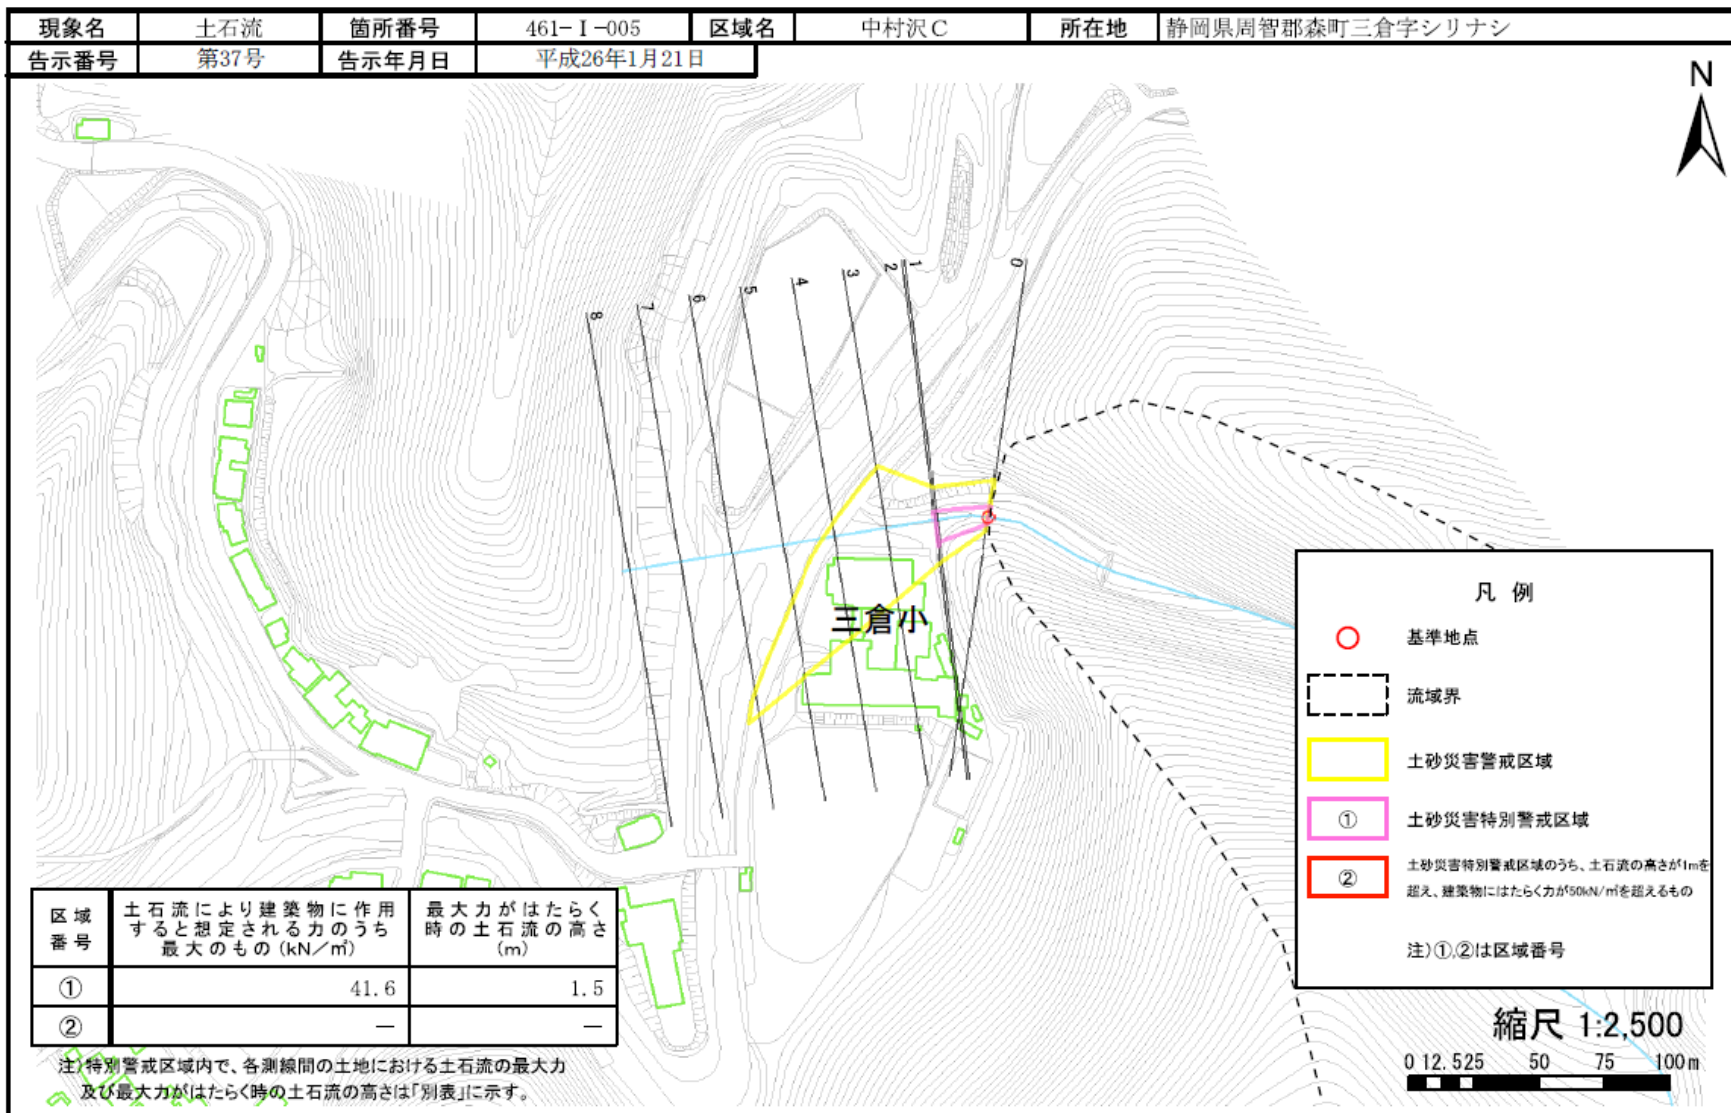 現象名 土石流 箇所番号 461-Ⅰ-005 区域名 中村沢C 所在地 静岡県周智郡森町三倉字シリナシ
告示番号 第37号 告示年月日 平成26年1月21日
N
8 7 6 5 4 3 2 1 0
三倉小
凡 例
基準地点
流域界
土砂災害警戒区域
① 土砂災害特別警戒区域
② 土砂災害特別警戒区域のうち、土石流の高さが1mを
超え、建築物にはたらく力が50kN/㎡を超えるもの
注)①,②は区域番号
区域
番号
土石流により建築物に作用
すると想定される力のうち
最大のもの(kN/㎡)
最大力がはたらく
時の土石流の高さ
(m)
① 41.6 1.5
② — —
注)特別警戒区域内で、各測線間の土地における土石流の最大力
及び最大力がはたらく時の土石流の高さは「別表」に示す。
縮尺 1:2,500
0 12.525 50 75 100m